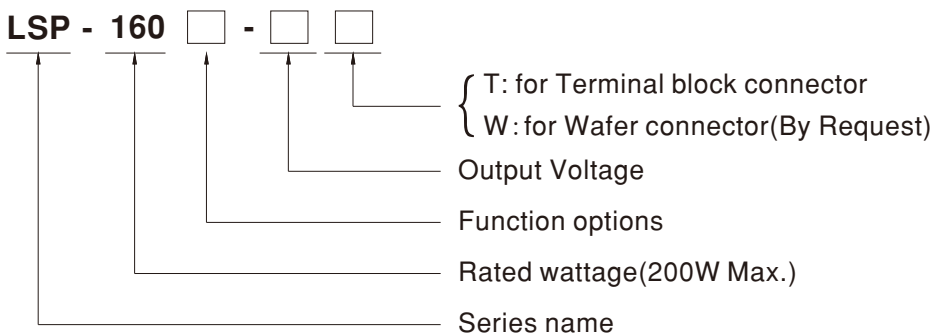 LSP - 160 □ - □ □
T: for Terminal block connector
W: for Wafer connector(By Request)
Output Voltage
Function options
Rated wattage(200W Max.)
Series name